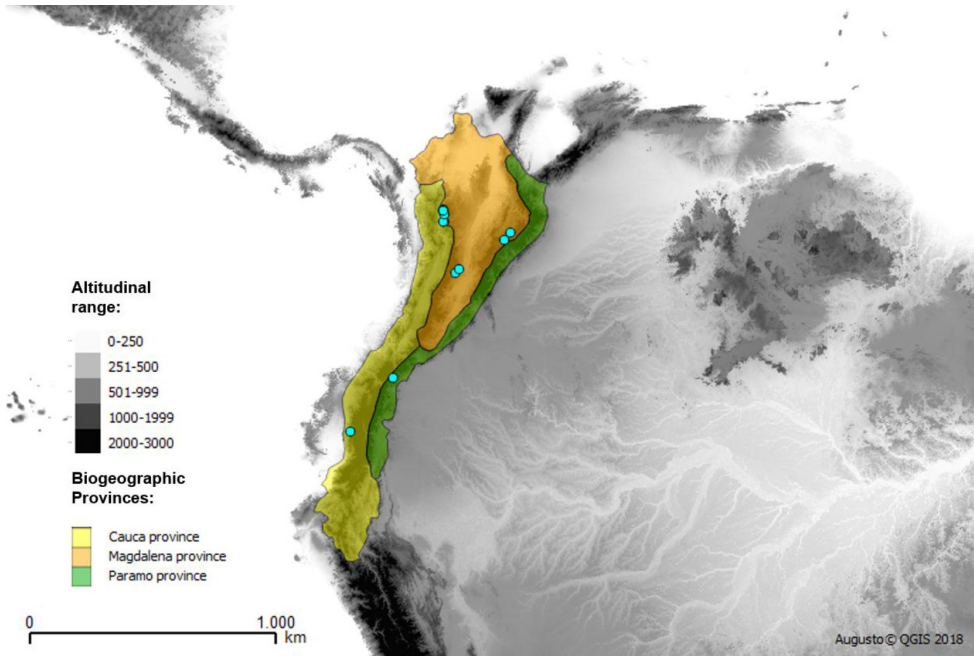 Altitudinal
range:
0-250
251-500
501-999
1000-1999
2000-3000
Biogeographic
Provinces:
Cauca province
Magdalena province
Paramo province
0 1.000
km
Augusto© QGIS 2018